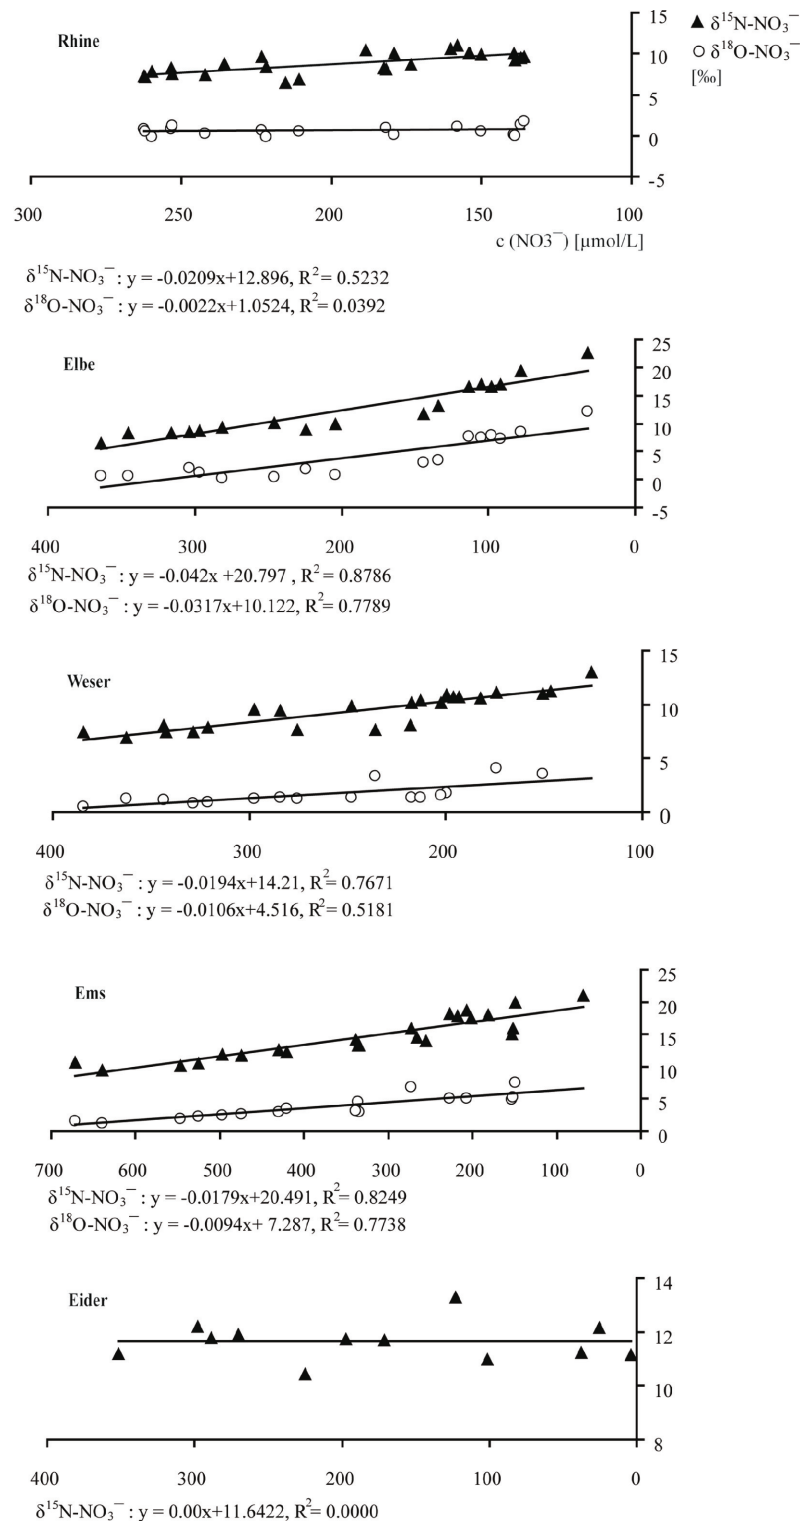 Rhine
15
10
5
0
-5
▲ δ¹⁵N-NO₃⁻
○ δ¹⁸O-NO₃⁻
[‰]
300 250 200 150 100
c (NO3⁻) [µmol/L]
δ¹⁵N-NO₃⁻ : y = -0.0209x+12.896, R²= 0.5232
δ¹⁸O-NO₃⁻ : y = -0.0022x+1.0524, R²= 0.0392
Elbe
25
20
15
10
5
0
-5
400 300 200 100 0
δ¹⁵N-NO₃⁻ : y = -0.042x +20.797 , R² = 0.8786
δ¹⁸O-NO₃⁻ : y = -0.0317x+10.122, R²= 0.7789
Weser
15
10
5
0
400 300 200 100
δ¹⁵N-NO₃⁻ : y = -0.0194x+14.21, R²= 0.7671
δ¹⁸O-NO₃⁻ : y = -0.0106x+4.516, R²= 0.5181
Ems
25
20
15
10
5
0
700 600 500 400 300 200 100 0
δ¹⁵N-NO₃⁻ : y = -0.0179x+20.491, R²= 0.8249
δ¹⁸O-NO₃⁻ : y = -0.0094x+ 7.287, R²= 0.7738
Eider
14
12
10
8
400 300 200 100 0
δ¹⁵N-NO₃⁻ : y = 0.00x+11.6422, R²= 0.0000